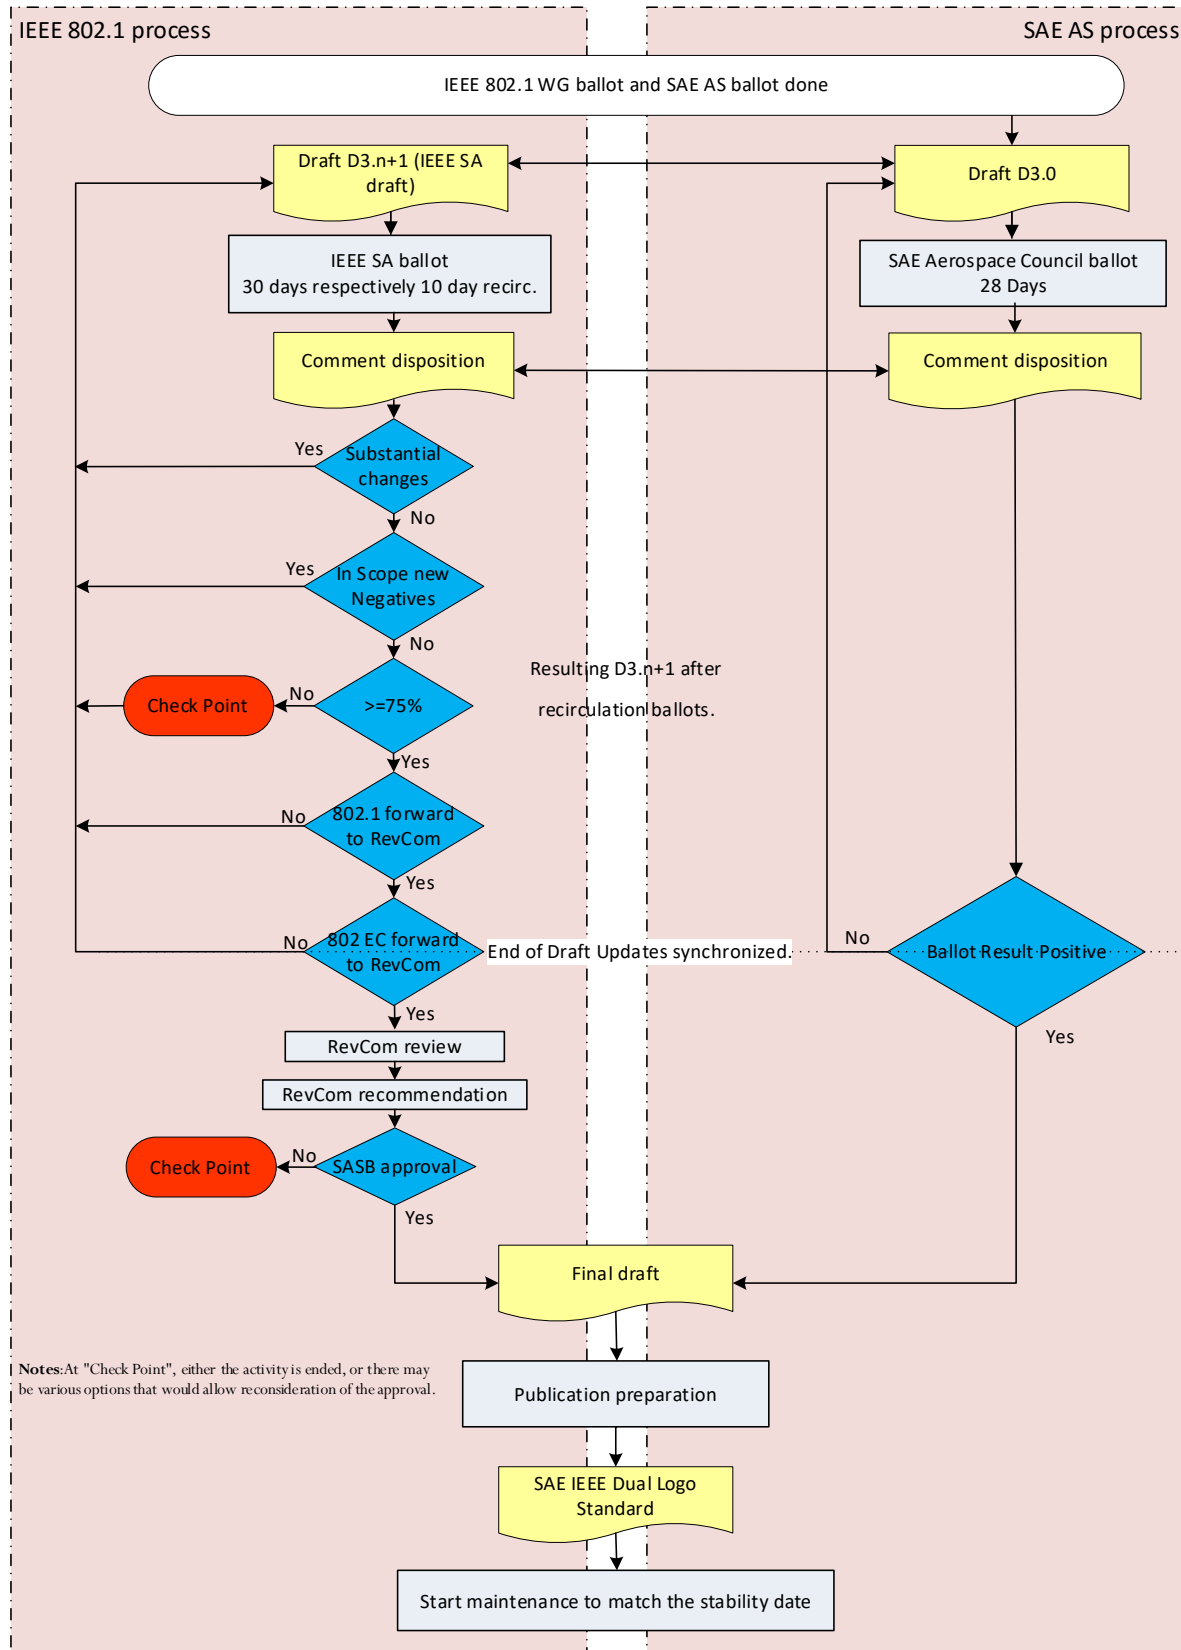 IEEE 802.1 process
SAE AS process
IEEE 802.1 WG ballot and SAE AS ballot done
Draft D3.n+1 (IEEE SA
draft)
Draft D3.0
IEEE SA ballot
30 days respectively 10 day recirc.
SAE Aerospace Council ballot
28 Days
Comment disposition
Comment disposition
Yes
Substantial
changes
No
Yes
In Scope new
Negatives
No
Resulting D3.n+1 after
recirculation ballots.
Check Point
No
>=75%
Yes
No
802.1 forward
to RevCom
Yes
No
802 EC forward
to RevCom
End of Draft Updates synchronized.
No
Ballot Result Positive
Yes
Yes
RevCom review
RevCom recommendation
Check Point
No
SASB approval
Yes
Final draft
Notes:At "Check Point", either the activity is ended, or there may
be various options that would allow reconsideration of the approval.
Publication preparation
SAE IEEE Dual Logo
Standard
Start maintenance to match the stability date